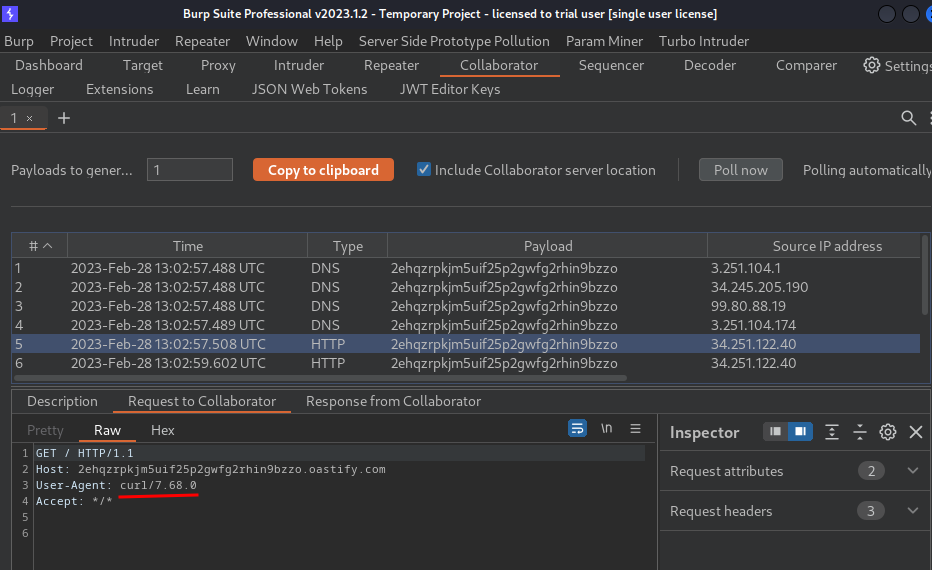 Burp Suite Professional v2023.1.2 - Temporary Project - licensed to trial user [single user license]
Burp Project Intruder Repeater Window Help Server Side Prototype Pollution Param Miner Turbo Intruder
Dashboard Target Proxy Intruder Repeater Collaborator Sequencer Decoder Comparer Settings
Logger Extensions Learn JSON Web Tokens JWT Editor Keys
1 × +
Payloads to gener... 1 Copy to clipboard Include Collaborator server location Poll now Polling automatically
# Time Type Payload Source IP address
1 2023-Feb-28 13:02:57.488 UTC DNS 2ehqzrpkjm5uif25p2gwfg2rhin9bzzo 3.251.104.1
2 2023-Feb-28 13:02:57.488 UTC DNS 2ehqzrpkjm5uif25p2gwfg2rhin9bzzo 34.245.205.190
3 2023-Feb-28 13:02:57.488 UTC DNS 2ehqzrpkjm5uif25p2gwfg2rhin9bzzo 99.80.88.19
4 2023-Feb-28 13:02:57.489 UTC DNS 2ehqzrpkjm5uif25p2gwfg2rhin9bzzo 3.251.104.174
5 2023-Feb-28 13:02:57.508 UTC HTTP 2ehqzrpkjm5uif25p2gwfg2rhin9bzzo 34.251.122.40
6 2023-Feb-28 13:02:59.602 UTC HTTP 2ehqzrpkjm5uif25p2gwfg2rhin9bzzo 34.251.122.40
Description Request to Collaborator Response from Collaborator
Pretty Raw Hex \n
Inspector
1 GET / HTTP/1.1
2 Host: 2ehqzrpkjm5uif25p2gwfg2rhin9bzzo.oastify.com
3 User-Agent: curl/7.68.0
4 Accept: */*
5
6
Request attributes 2
Request headers 3